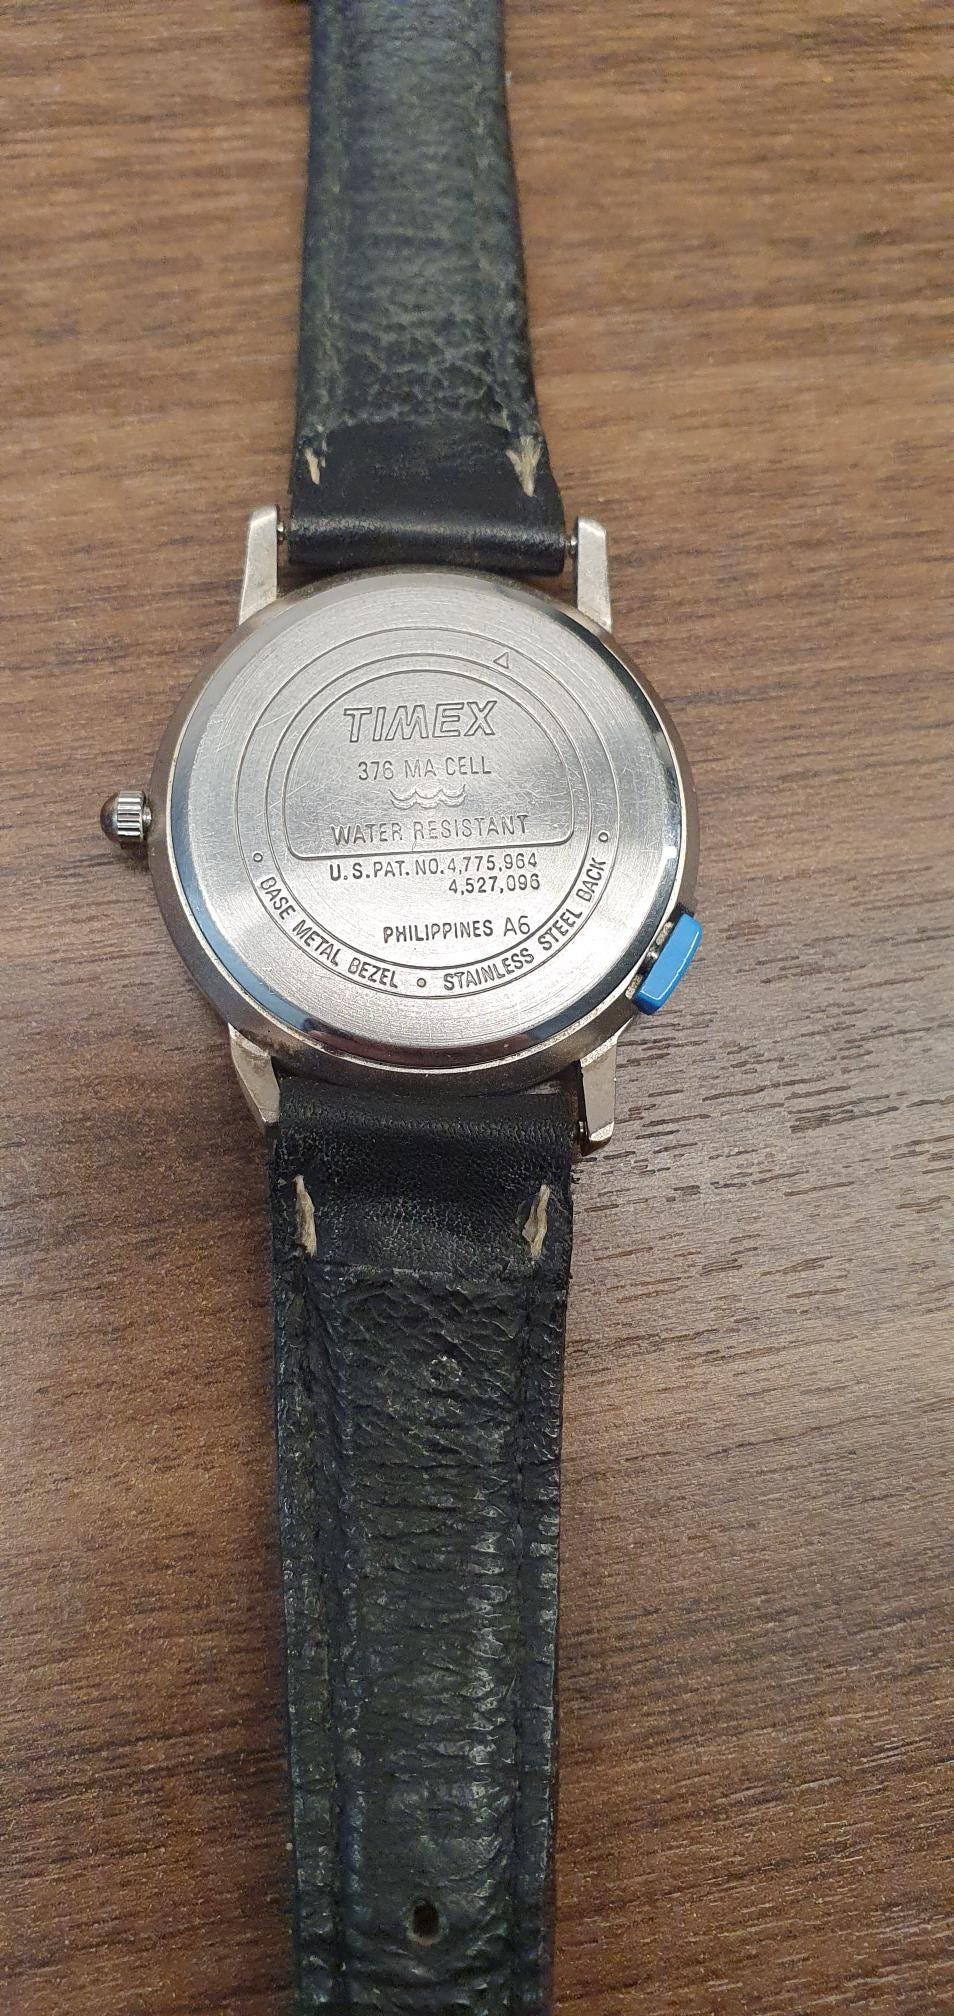 TIMEX
376 MA CELL
WATER RESISTANT
U.S. PAT. NO. 4,775,964
4,527,096
PHILIPPINES A6
BASE METAL BEZEL • STAINLESS STEEL BACK